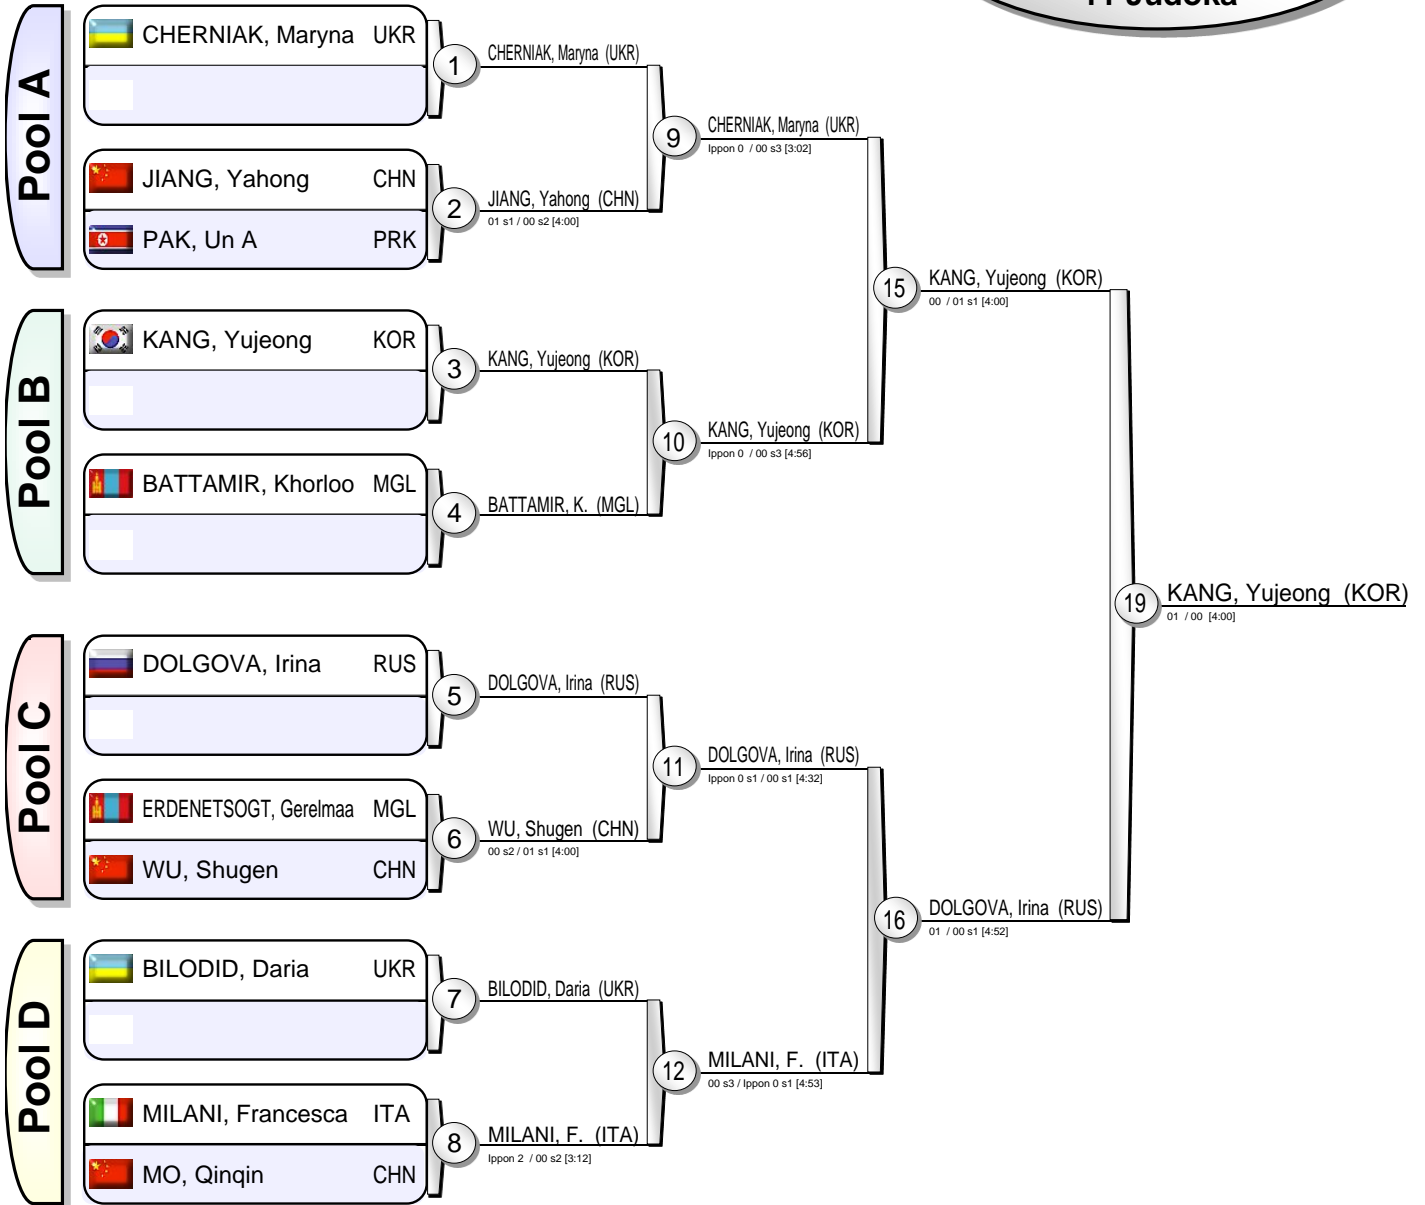 11 Judoka
Pool A
CHERNIAK, Maryna UKR
JIANG, Yahong CHN
PAK, Un A PRK
1
CHERNIAK, Maryna (UKR)
2
JIANG, Yahong (CHN)
01 s1 / 00 s2 [4:00]
9
CHERNIAK, Maryna (UKR)
Ippon 0 / 00 s3 [3:02]
Pool B
KANG, Yujeong KOR
BATTAMIR, Khorloo MGL
3
KANG, Yujeong (KOR)
4
BATTAMIR, K. (MGL)
10
KANG, Yujeong (KOR)
Ippon 0 / 00 s3 [4:56]
15
KANG, Yujeong (KOR)
00 / 01 s1 [4:00]
Pool C
DOLGOVA, Irina RUS
ERDENETSOGT, Gerelmaa MGL
WU, Shugen CHN
5
DOLGOVA, Irina (RUS)
6
WU, Shugen (CHN)
00 s2 / 01 s1 [4:00]
11
DOLGOVA, Irina (RUS)
Ippon 0 s1 / 00 s1 [4:32]
Pool D
BILODID, Daria UKR
MILANI, Francesca ITA
MO, Qinqin CHN
7
BILODID, Daria (UKR)
8
MILANI, F. (ITA)
Ippon 2 / 00 s2 [3:12]
12
MILANI, F. (ITA)
00 s3 / Ippon 0 s1 [4:53]
16
DOLGOVA, Irina (RUS)
01 / 00 s1 [4:52]
19
KANG, Yujeong (KOR)
01 / 00 [4:00]